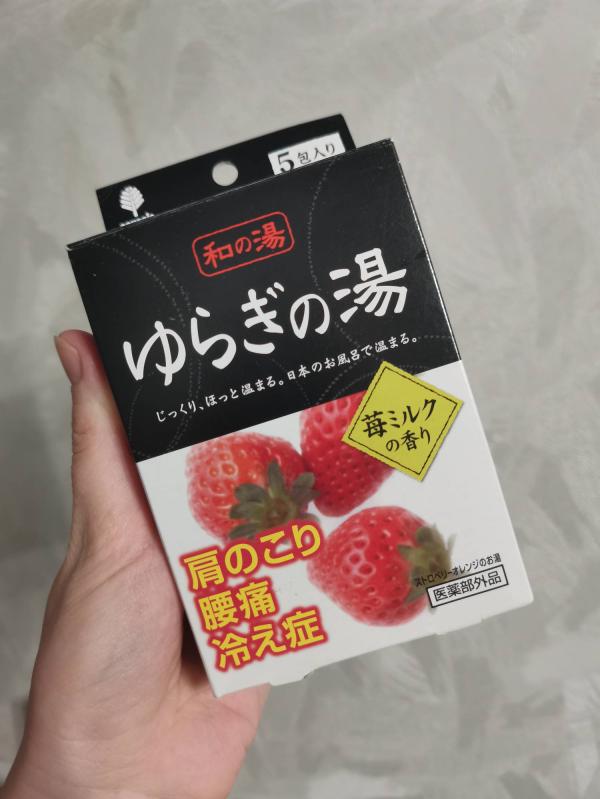 5包入り
和の湯
ゆらぎの湯
じっくり、ほっと温まる。日本のお風呂で温まる。
苺ミルク
の香り
肩のこり
腰痛
冷え症
ストロベリーオレンジのお湯
医薬部外品